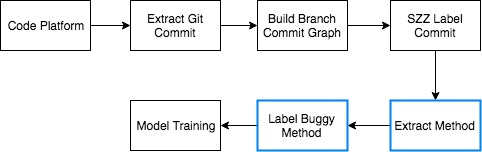 Code Platform
Extract Git
Commit
Build Branch
Commit Graph
SZZ Label
Commit
Extract Method
Label Buggy
Method
Model Training